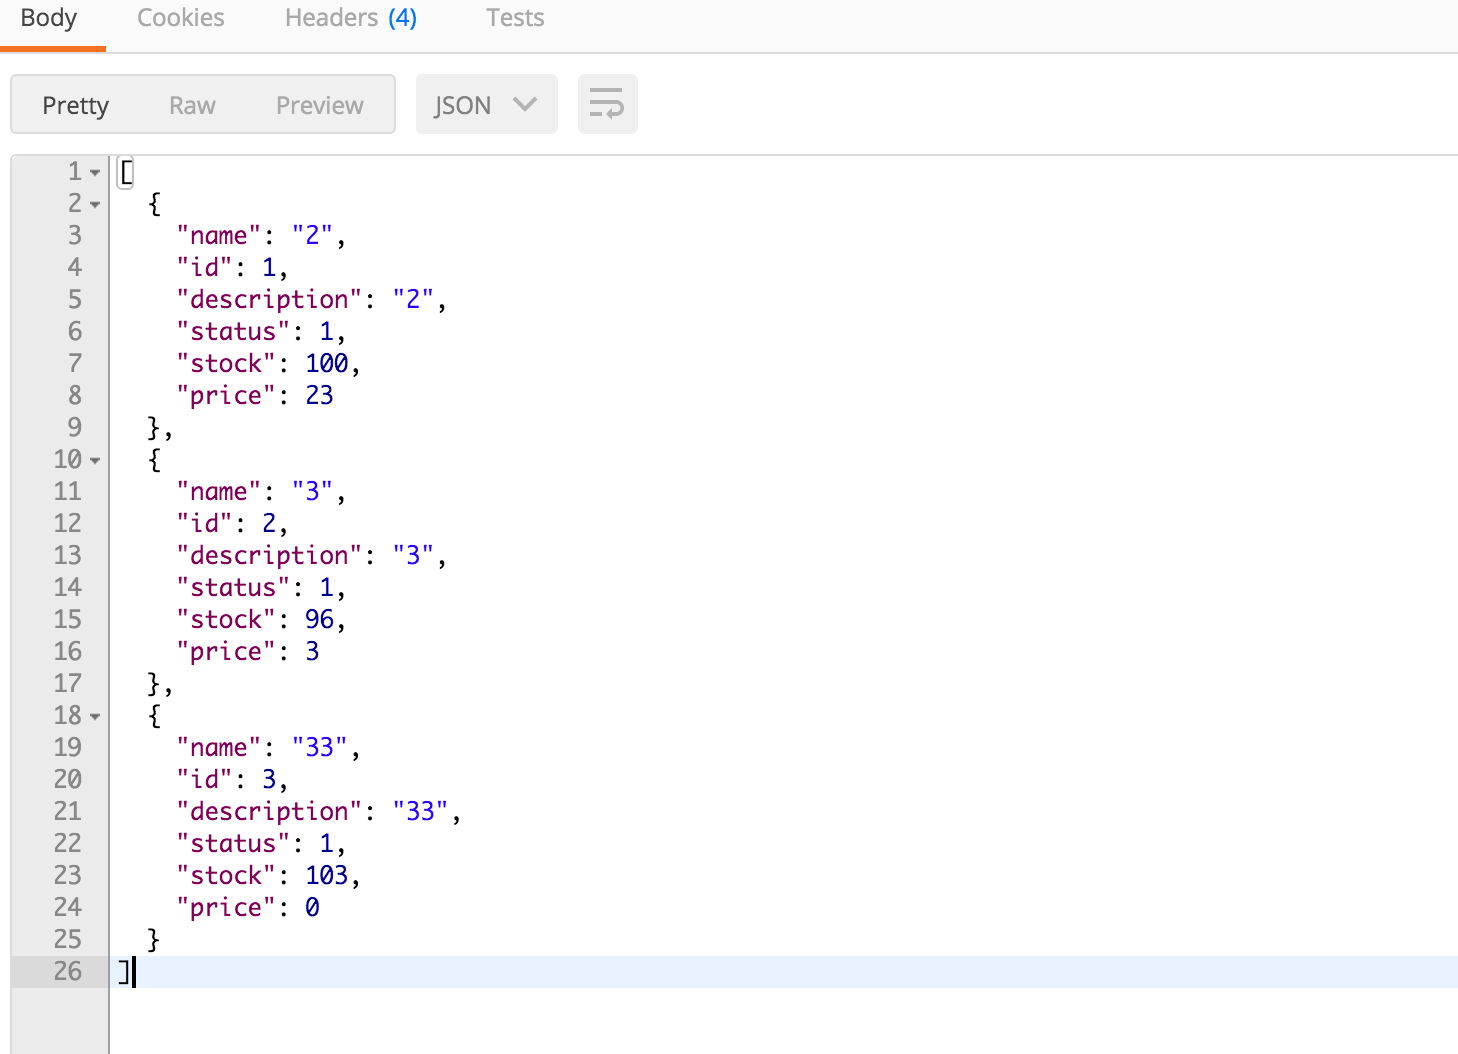 Body Cookies Headers (4) Tests
Pretty Raw Preview JSON
1 [
2 {
3 "name": "2",
4 "id": 1,
5 "description": "2",
6 "status": 1,
7 "stock": 100,
8 "price": 23
9 },
10 {
11 "name": "3",
12 "id": 2,
13 "description": "3",
14 "status": 1,
15 "stock": 96,
16 "price": 3
17 },
18 {
19 "name": "33",
20 "id": 3,
21 "description": "33",
22 "status": 1,
23 "stock": 103,
24 "price": 0
25 }
26 ]